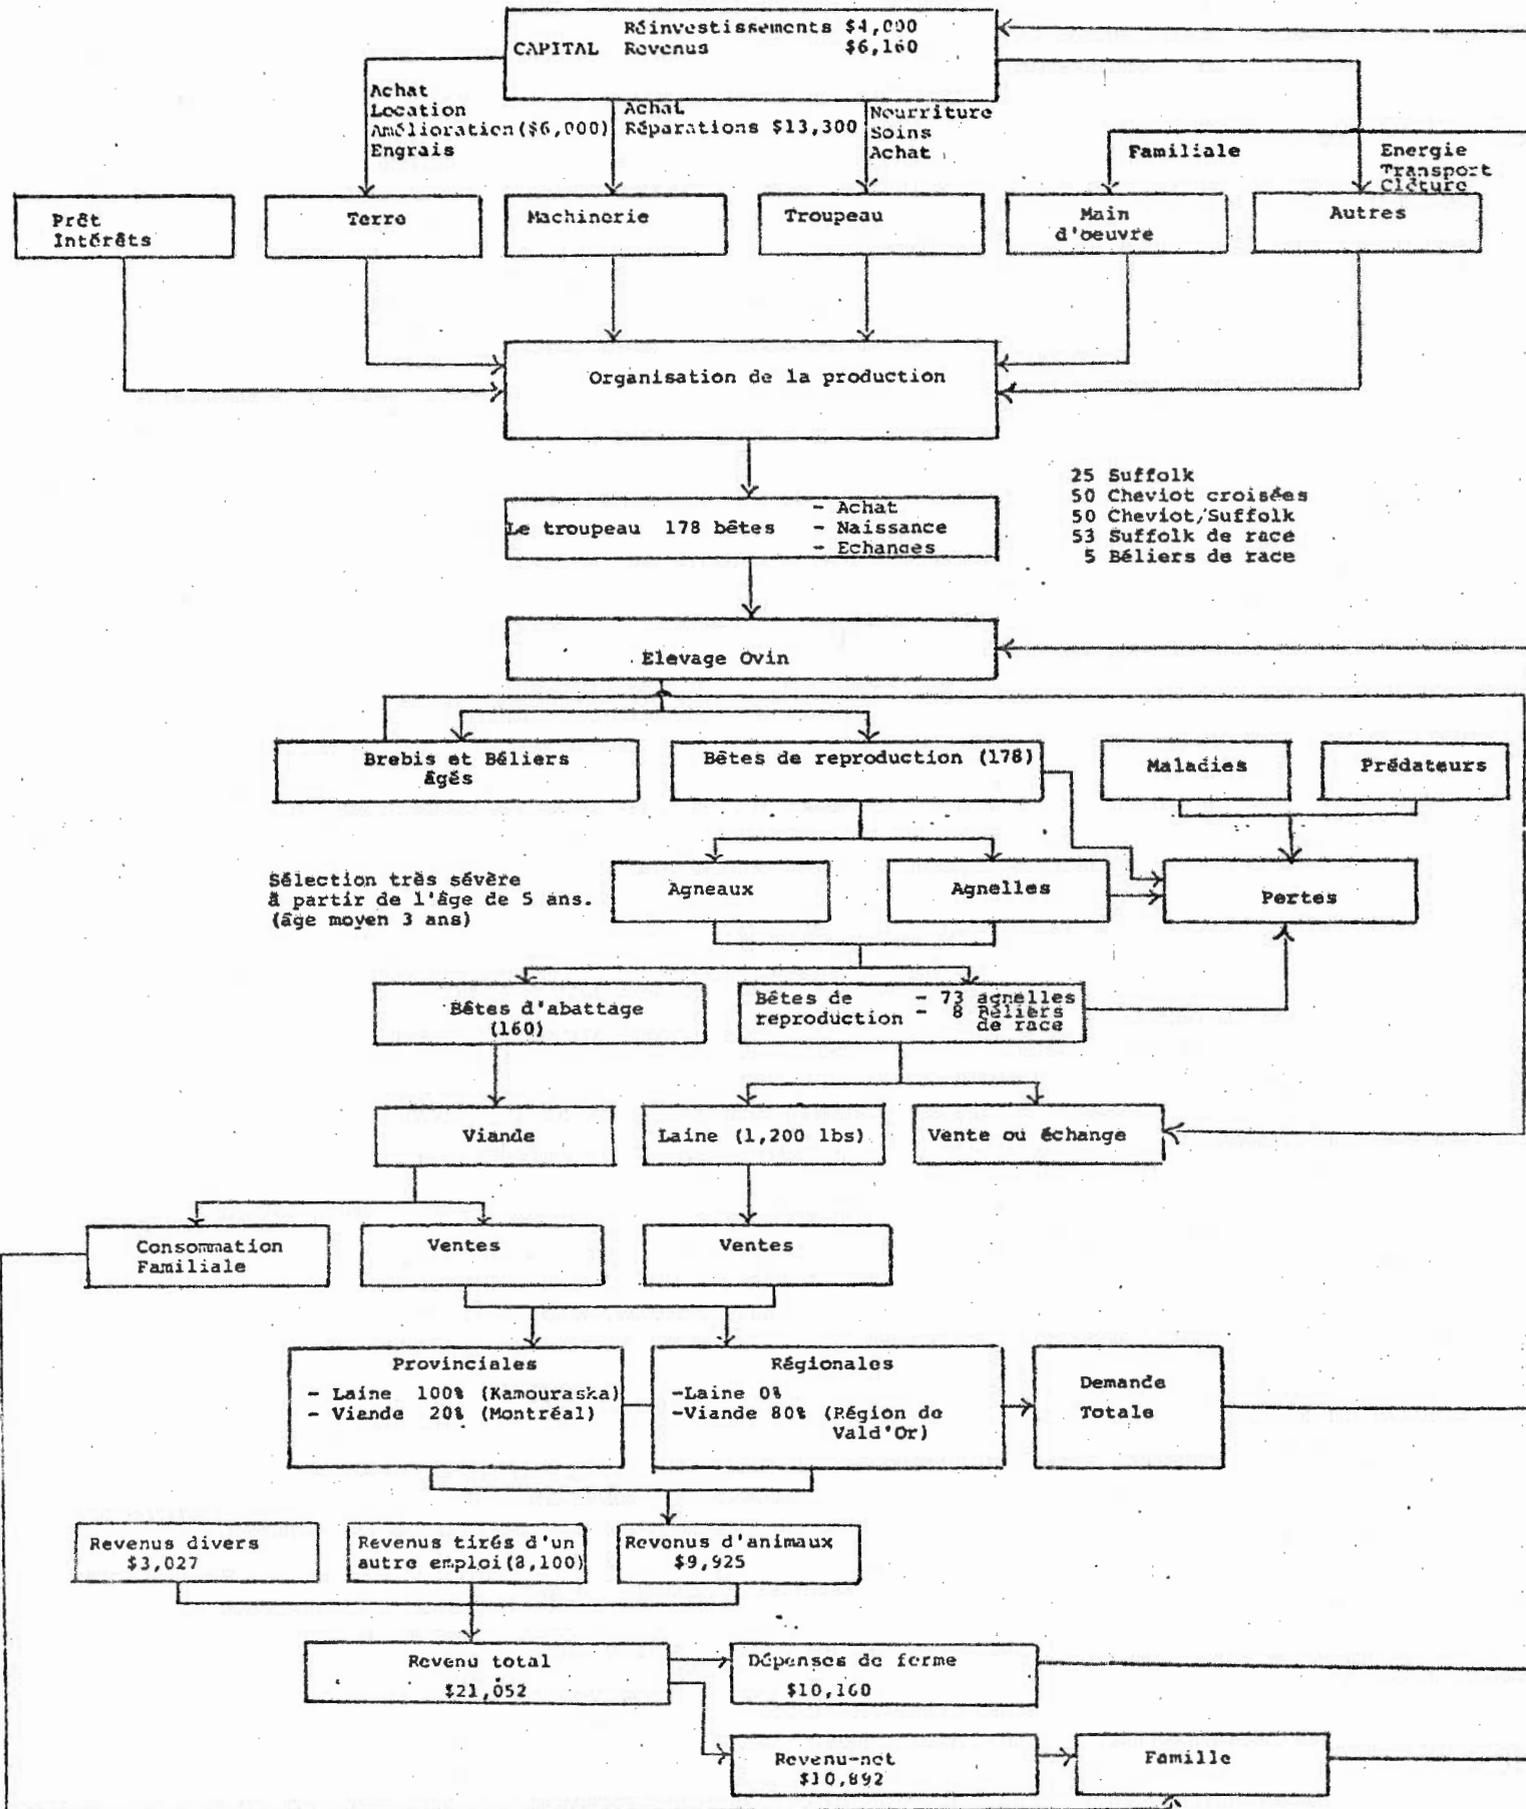 Réinvestissements $4,000
CAPITAL Revenus $6,160
Achat
Location
Amélioration ($6,000)
Engrais
Achat
Réparations $13,300
Nourriture
Soins
Achat
Familiale
Energie
Transport
Clôture
Prêt
Intérêts
Terre
Machinerie
Troupeau
Main
d'oeuvre
Autres
Organisation de la production
25 Suffolk
50 Cheviot croisées
50 Cheviot/Suffolk
53 Suffolk de race
5 Béliers de race
Le troupeau 178 bêtes
- Achat
- Naissance
- Echanges
Elevage Ovin
Brebis et Béliers
âgés
Bêtes de reproduction (178)
Maladies
Prédateurs
Sélection très sévère
à partir de l'âge de 5 ans.
(âge moyen 3 ans)
Agneaux
Agnelles
Pertes
Bêtes d'abattage
(160)
Bêtes de - 73 agnelles
reproduction - 8 Béliers
de race
Viande
Laine (1,200 lbs)
Vente ou échange
Consommation
Familiale
Ventes
Ventes
Provinciales
- Laine 100% (Kamouraska)
- Viande 20% (Montréal)
Régionales
-Laine 0%
-Viande 80% (Région de
Vald'Or)
Demande
Totale
Revenus divers
$3,027
Revenus tirés d'un
autre emploi(8,100)
Revenus d'animaux
$9,925
Revenu total
$21,052
Dépenses de ferme
$10,160
Revenu-net
$10,892
Famille